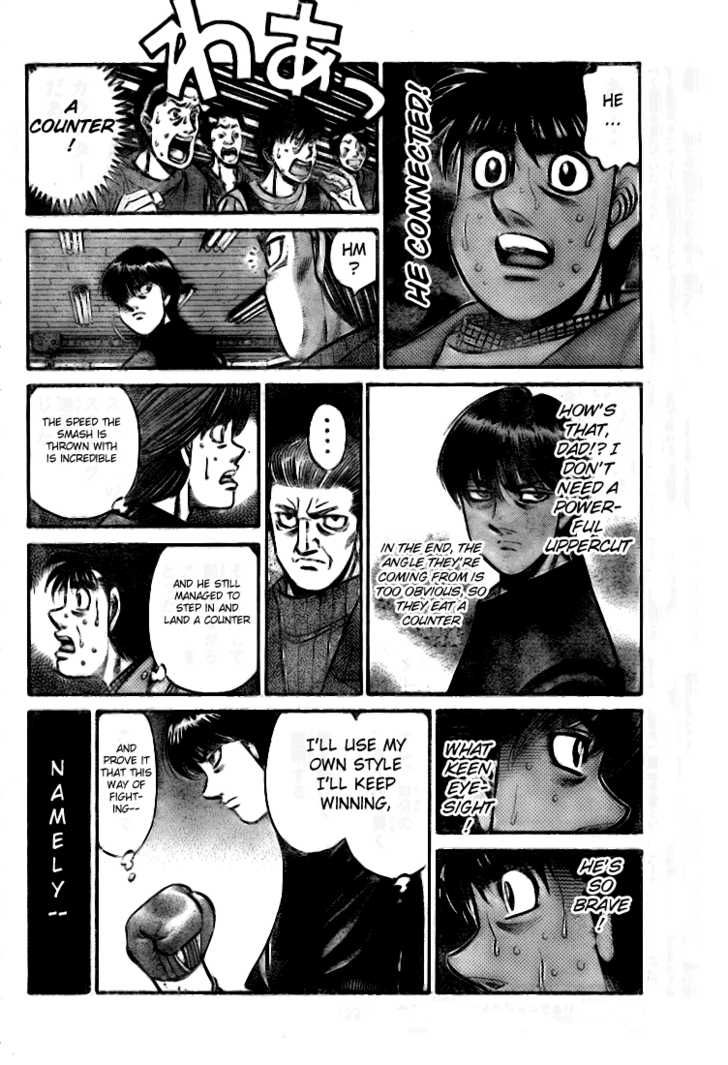 わあっ
HE
...
HE CONNECTED!
A
COUNTER
!
HM
?
HOW'S
THAT,
DAD!? I
DON'T
NEED A
POWER-
FUL
UPPERCUT
IN THE END, THE
ANGLE THEY'RE
COMING FROM IS
TOO OBVIOUS, SO
THEY EAT A
COUNTER
....
THE SPEED THE
SMASH IS
THROWN WITH
IS INCREDIBLE
AND HE STILL
MANAGED TO
STEP IN AND
LAND A COUNTER
WHAT
KEEN
EYE-
SIGHT
!
HE'S
SO
BRAVE
!
I'LL USE MY
OWN STYLE
I'LL KEEP
WINNING,
AND
PROVE IT
THAT THIS
WAY OF
FIGHT-
ING--
NAMELY--